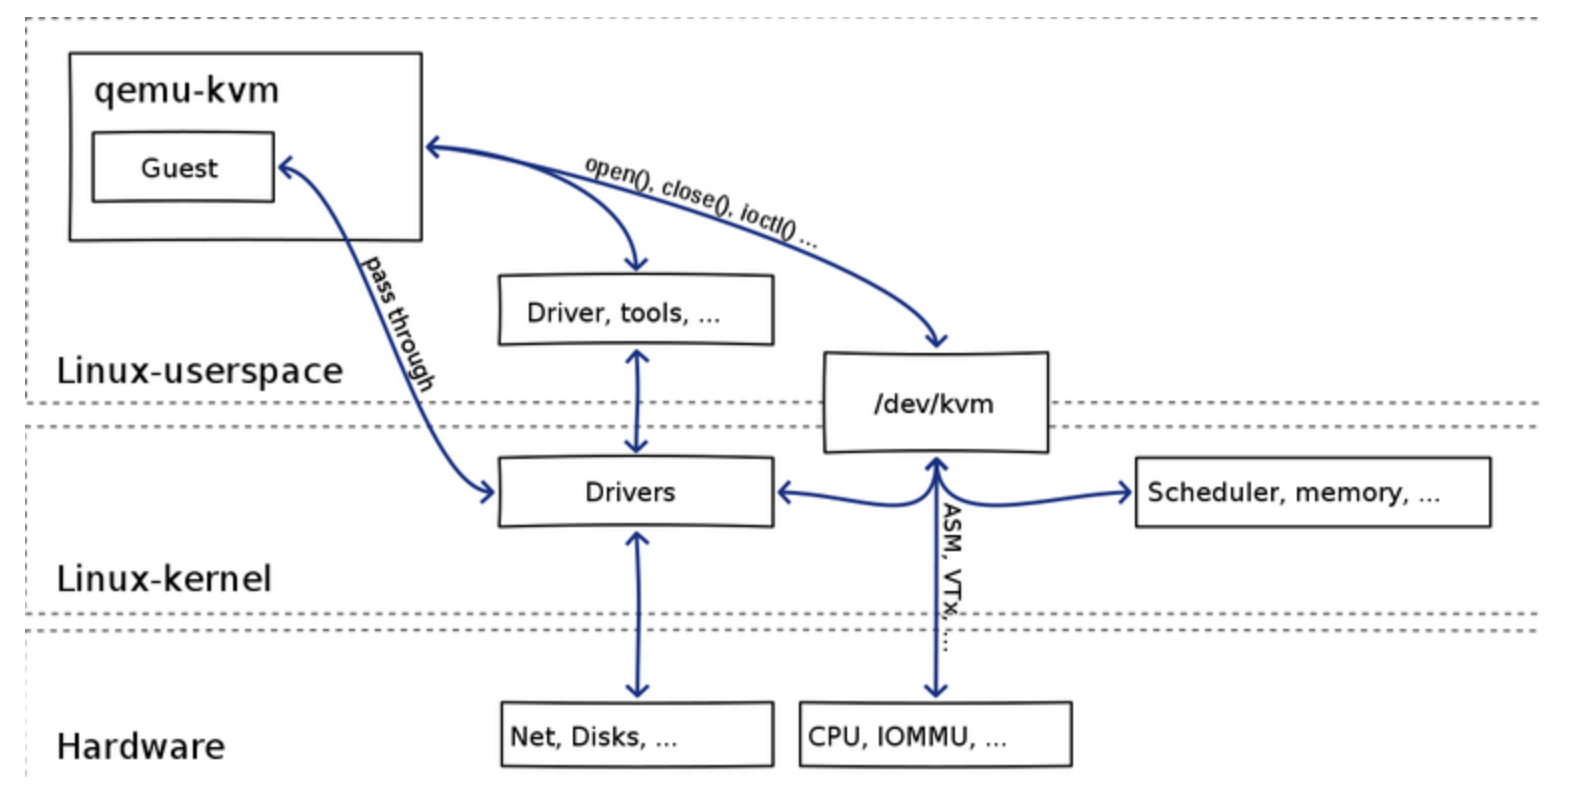 qemu-kvm
Guest
open(), close(), ioctl() ...
pass through
Driver, tools, ...
Linux-userspace
/dev/kvm
Drivers
Scheduler, memory, ...
ASM, VTx, ...
Linux-kernel
Net, Disks, ...
CPU, IOMMU, ...
Hardware